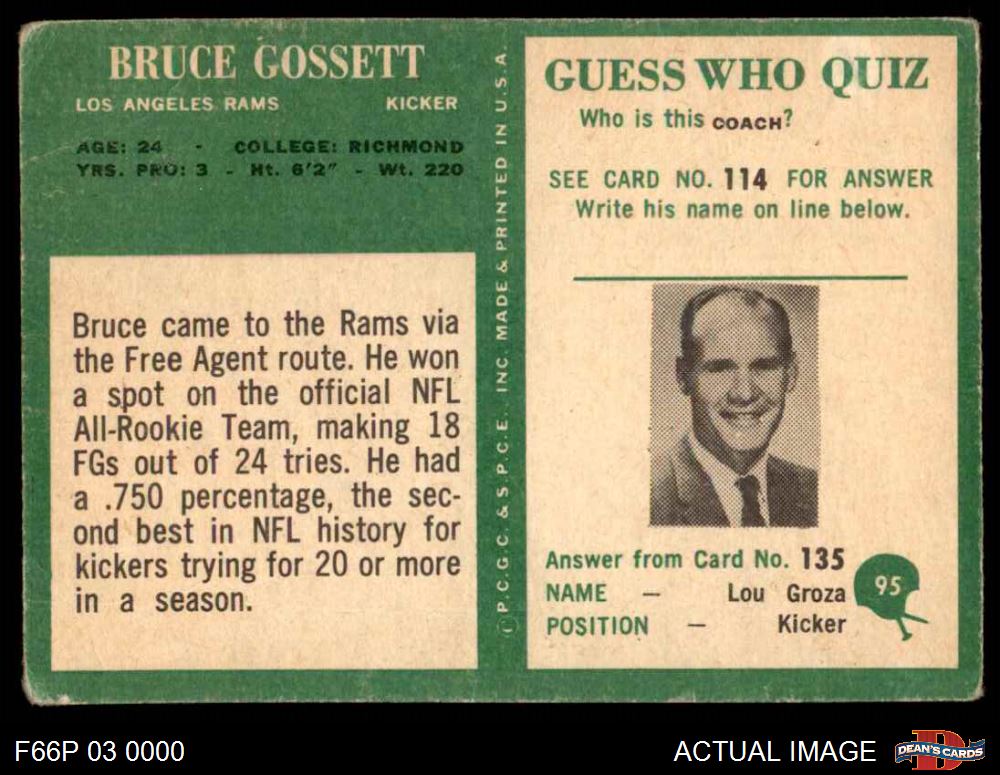 BRUCE GOSSETT
LOS ANGELES RAMS KICKER
AGE: 24 - COLLEGE: RICHMOND
YRS. PRO: 3 - Ht. 6'2" - Wt. 220
Bruce came to the Rams via
the Free Agent route. He won
a spot on the official NFL
All-Rookie Team, making 18
FGs out of 24 tries. He had
a .750 percentage, the sec-
ond best in NFL history for
kickers trying for 20 or more
in a season.
© P.C.G.C. & S.P.C.E., INC. MADE & PRINTED IN U.S.A.
GUESS WHO QUIZ
Who is this COACH?
SEE CARD NO. 114 FOR ANSWER
Write his name on line below.
Answer from Card No. 135
NAME — Lou Groza
POSITION — Kicker
95
F66P 03 0000
ACTUAL IMAGE
D
DEAN'S CARDS